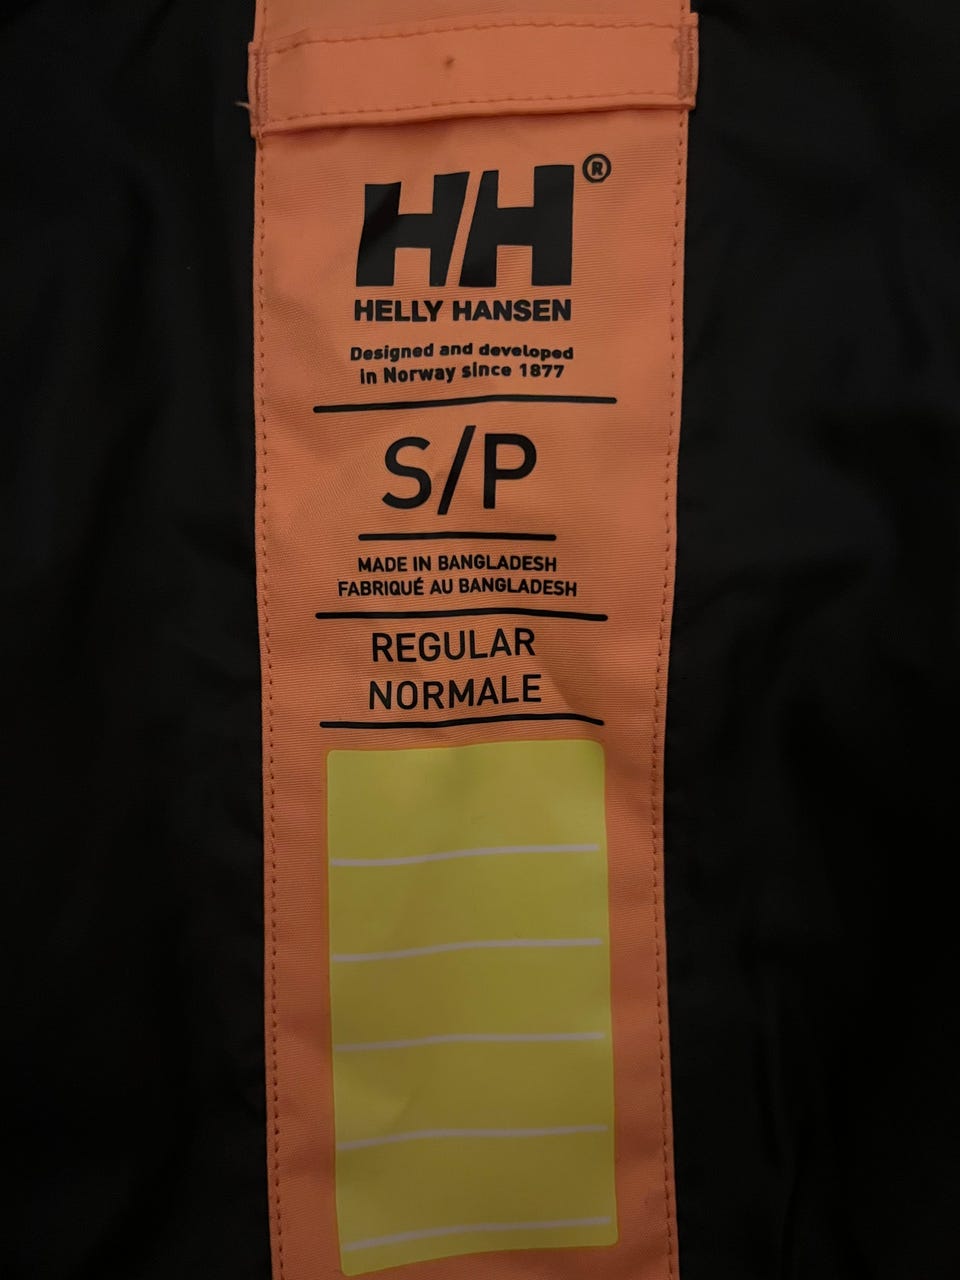 HH®
HELLY HANSEN
Designed and developed
in Norway since 1877
S/P
MADE IN BANGLADESH
FABRIQUÉ AU BANGLADESH
REGULAR
NORMALE